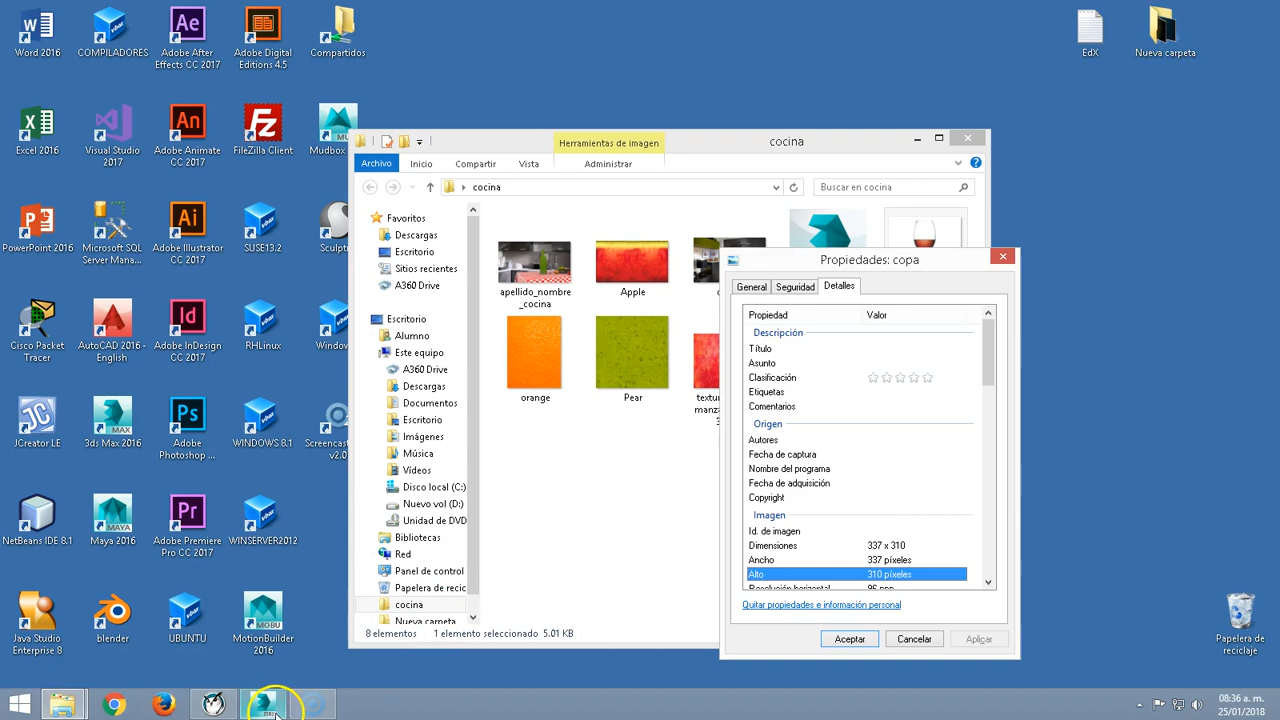 Word 2016
COMPILADORES
Adobe After
Effects CC 2017
Adobe Digital
Editions 4.5
Compartidos
EdX
Nueva carpeta
Excel 2016
Visual Studio
2017
Adobe Animate
CC 2017
FileZilla Client
Mudbox
PowerPoint 2016
Microsoft SQL
Server Mana...
Adobe Illustrator
CC 2017
SUSE13.2
Sculpt
Cisco Packet
Tracer
AutoCAD 2016 -
English
Adobe InDesign
CC 2017
RHLinux
Window
JCreator LE
3ds Max 2016
Adobe
Photoshop ...
WINDOWS 8.1
Screencast
v2.0
NetBeans IDE 8.1
Maya 2016
Adobe Premiere
Pro CC 2017
WINSERVER2012
Java Studio
Enterprise 8
blender
UBUNTU
MotionBuilder
2016
Papelera de
reciclaje
Herramientas de imagen
cocina
Archivo
Inicio
Compartir
Vista
Administrar
cocina
Buscar en cocina
Favoritos
Descargas
Escritorio
Sitios recientes
A360 Drive
Escritorio
Alumno
Este equipo
A360 Drive
Descargas
Documentos
Escritorio
Imágenes
Música
Vídeos
Disco local (C:)
Nuevo vol (D:)
Unidad de DVD
Bibliotecas
Red
Panel de control
Papelera de recic
cocina
Nueva carpeta
apellido_nombre
_cocina
Apple
orange
Pear
8 elementos
1 elemento seleccionado 5.01 KB
Propiedades: copa
General
Seguridad
Detalles
Propiedad Valor
Descripción
Título
Asunto
Clasificación
Etiquetas
Comentarios
Origen
Autores
Fecha de captura
Nombre del programa
Fecha de adquisición
Copyright
Imagen
Id. de imagen
Dimensiones 337 x 310
Ancho 337 píxeles
Alto 310 píxeles
Resolución horizontal 96 ppp
Quitar propiedades e información personal
Aceptar
Cancelar
Aplicar
08:36 a. m.
25/01/2018